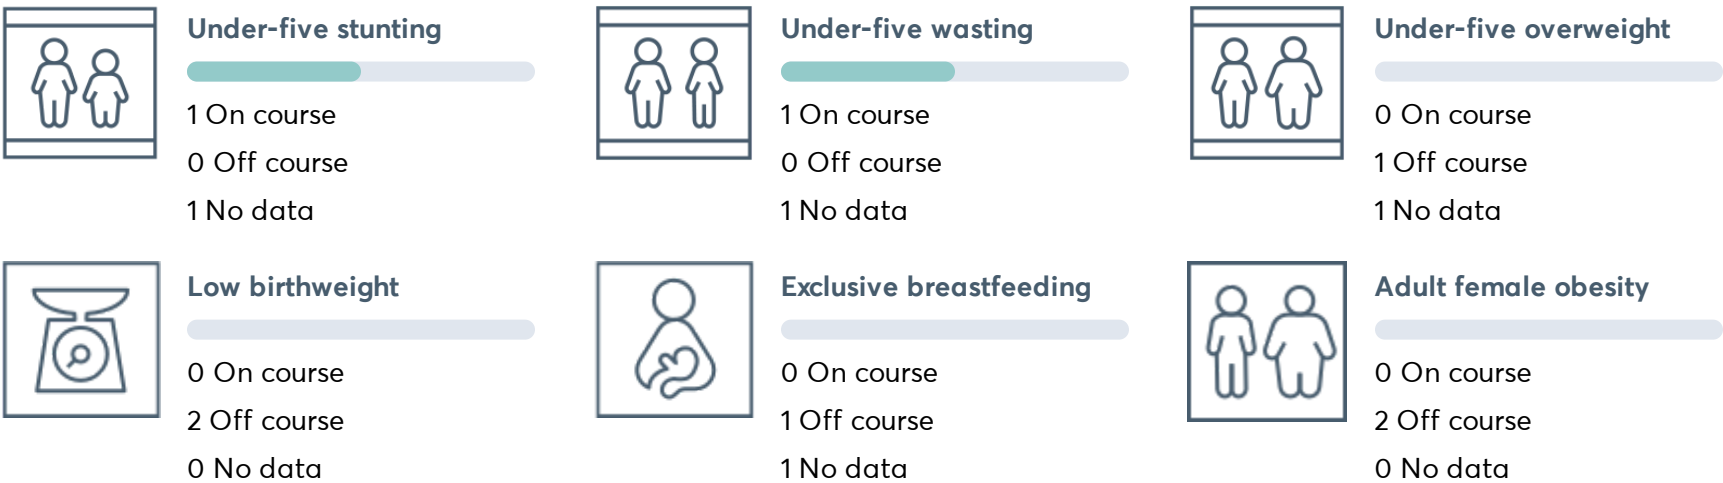 Under-five stunting
1 On course
0 Off course
1 No data
Under-five wasting
1 On course
0 Off course
1 No data
Under-five overweight
0 On course
1 Off course
1 No data
Low birthweight
0 On course
2 Off course
0 No data
Exclusive breastfeeding
0 On course
1 Off course
1 No data
Adult female obesity
0 On course
2 Off course
0 No data